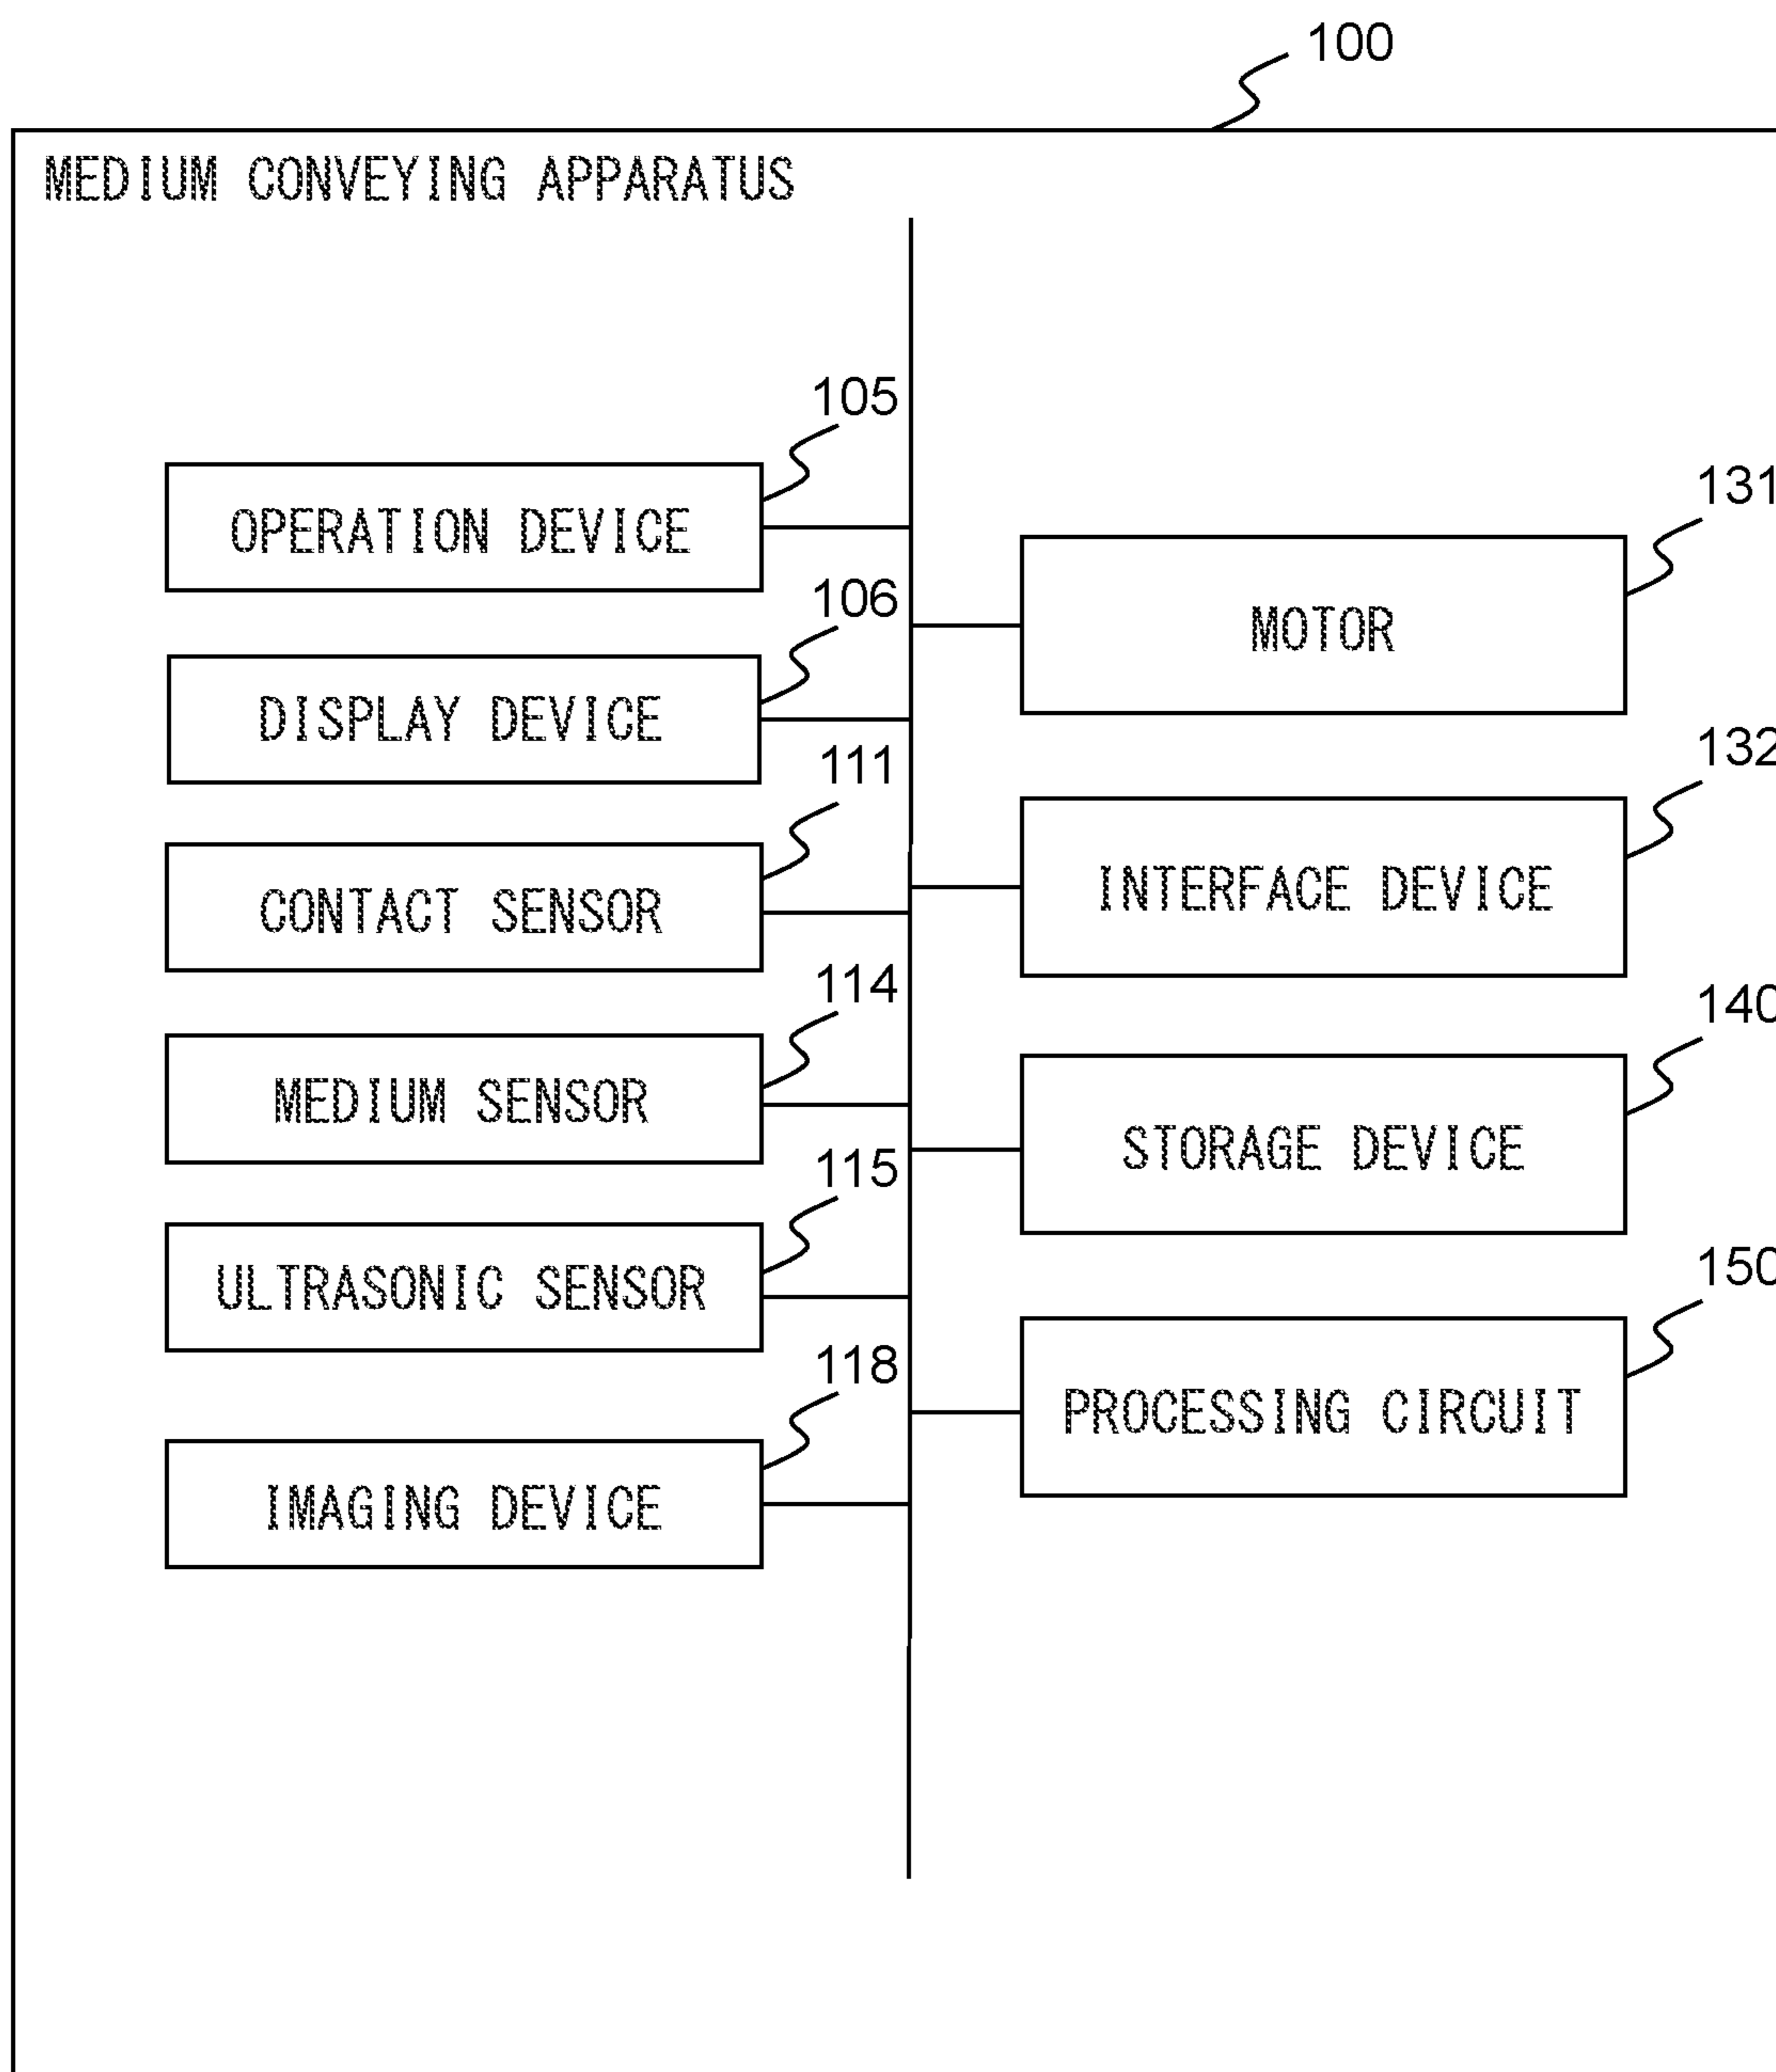 100
MEDIUM CONVEYING APPARATUS
105
OPERATION DEVICE
106
DISPLAY DEVICE
111
CONTACT SENSOR
114
MEDIUM SENSOR
115
ULTRASONIC SENSOR
118
IMAGING DEVICE
131
MOTOR
132
INTERFACE DEVICE
140
STORAGE DEVICE
150
PROCESSING CIRCUIT